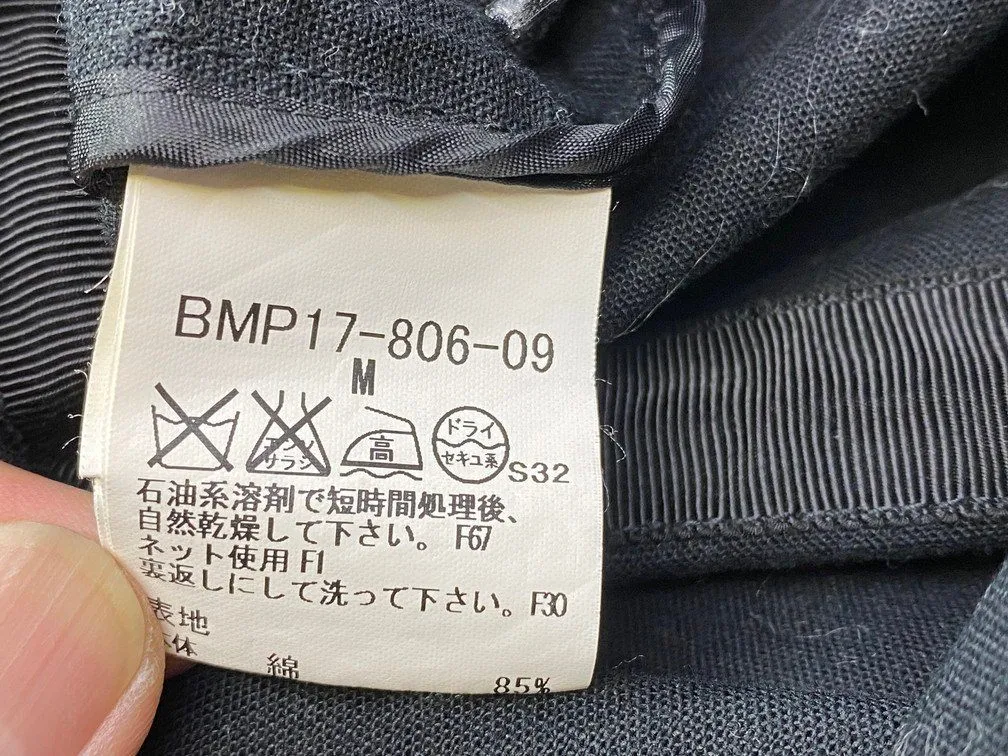 BMP17-806-09
M
エンソ
サラシ
高
ドライ
セキユ系
S32
石油系溶剤で短時間処理後、
自然乾燥して下さい。 F67
ネット使用 F1
裏返しにして洗って下さい。 F30
表地
体
綿 85%